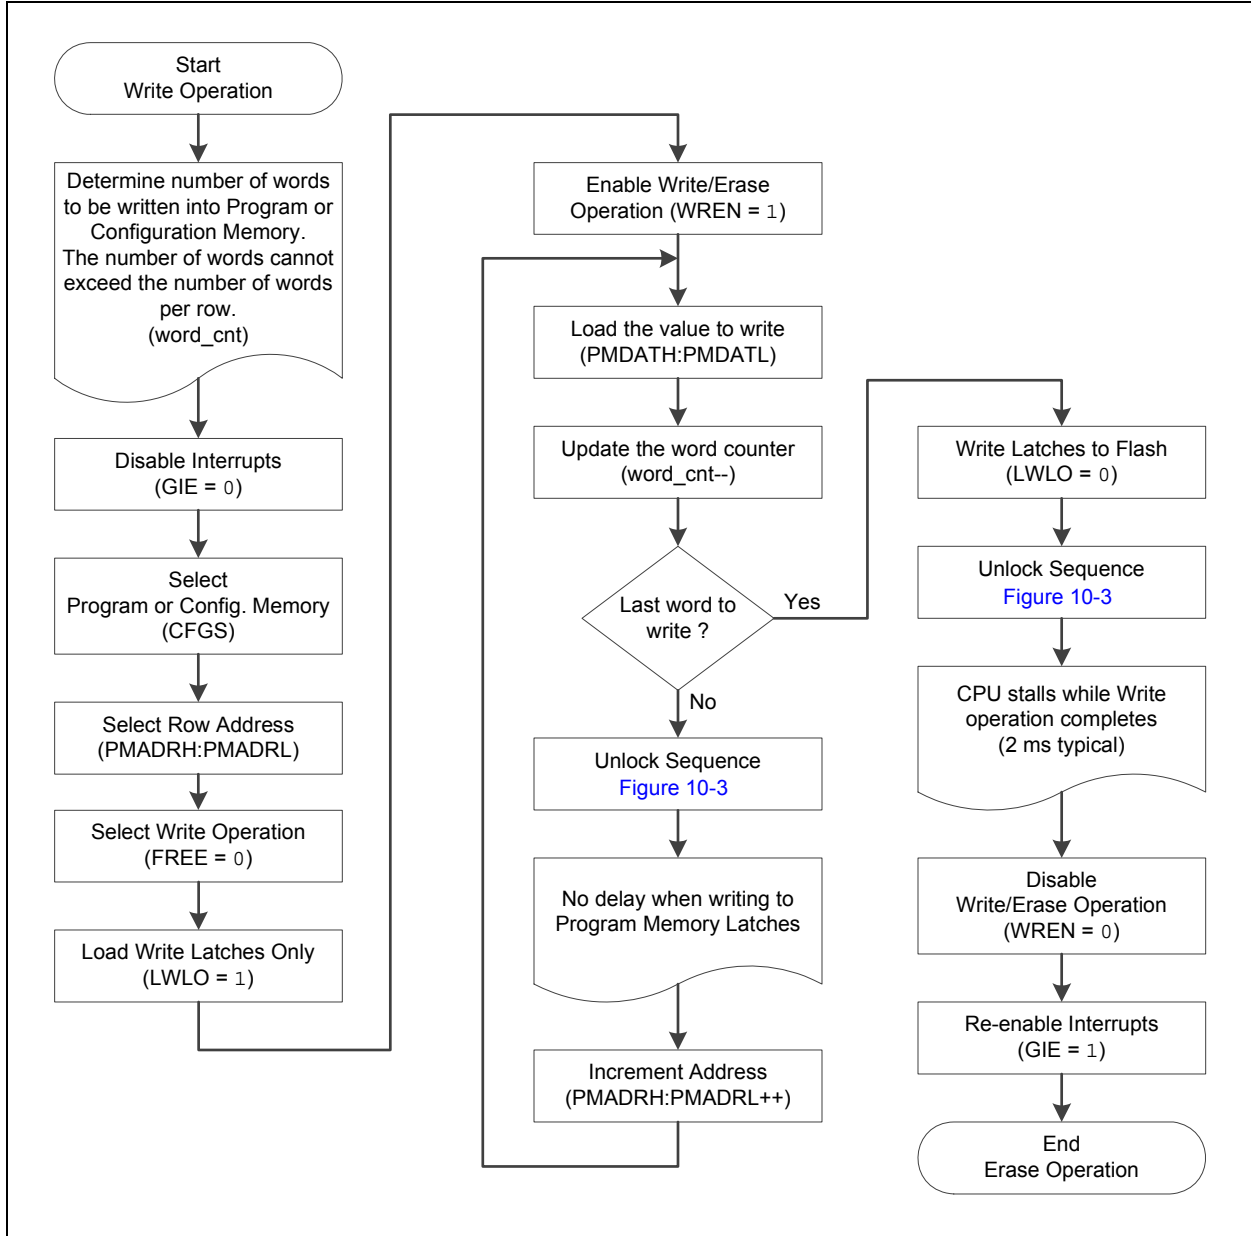 Start
Write Operation
Determine number of words
to be written into Program or
Configuration Memory.
The number of words cannot
exceed the number of words
per row.
(word_cnt)
Disable Interrupts
(GIE = 0)
Select
Program or Config. Memory
(CFGS)
Select Row Address
(PMADRH:PMADRL)
Select Write Operation
(FREE = 0)
Load Write Latches Only
(LWLO = 1)
Enable Write/Erase
Operation (WREN = 1)
Load the value to write
(PMDATH:PMDATL)
Update the word counter
(word_cnt--)
Last word to
write ?
Yes
No
Unlock Sequence
Figure 10-3
No delay when writing to
Program Memory Latches
Increment Address
(PMADRH:PMADRL++)
Write Latches to Flash
(LWLO = 0)
Unlock Sequence
Figure 10-3
CPU stalls while Write
operation completes
(2 ms typical)
Disable
Write/Erase Operation
(WREN = 0)
Re-enable Interrupts
(GIE = 1)
End
Erase Operation